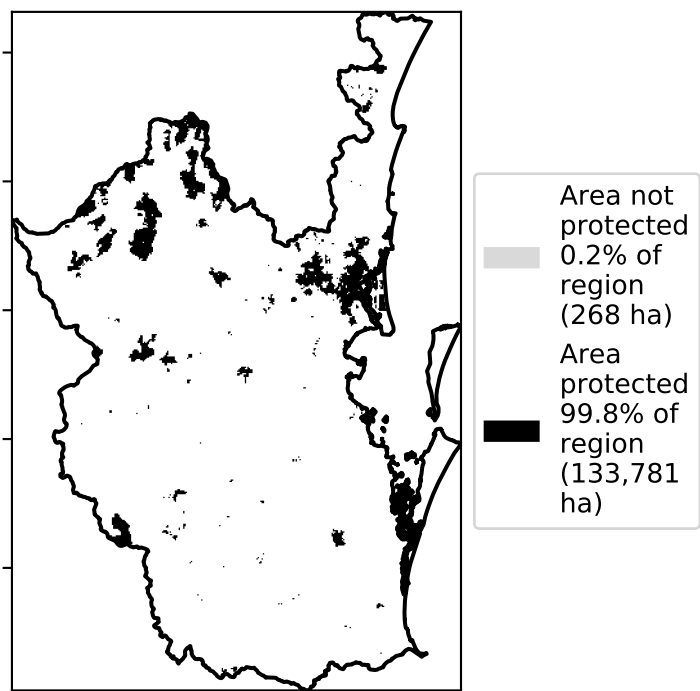 Area not
protected
0.2% of
region
(268 ha)
Area
protected
99.8% of
region
(133,781
ha)